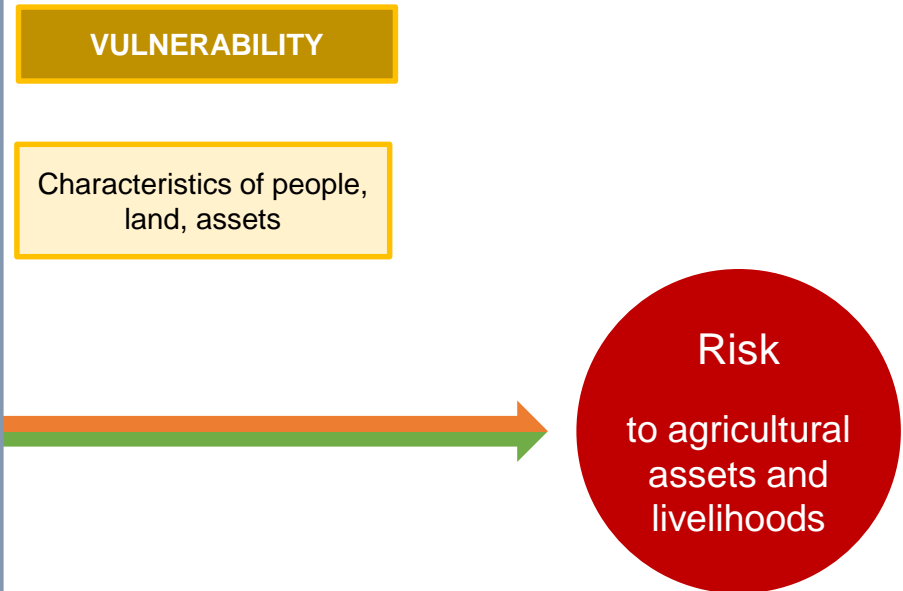 VULNERABILITY
Characteristics of people,
land, assets
Risk
to agricultural
assets and
livelihoods